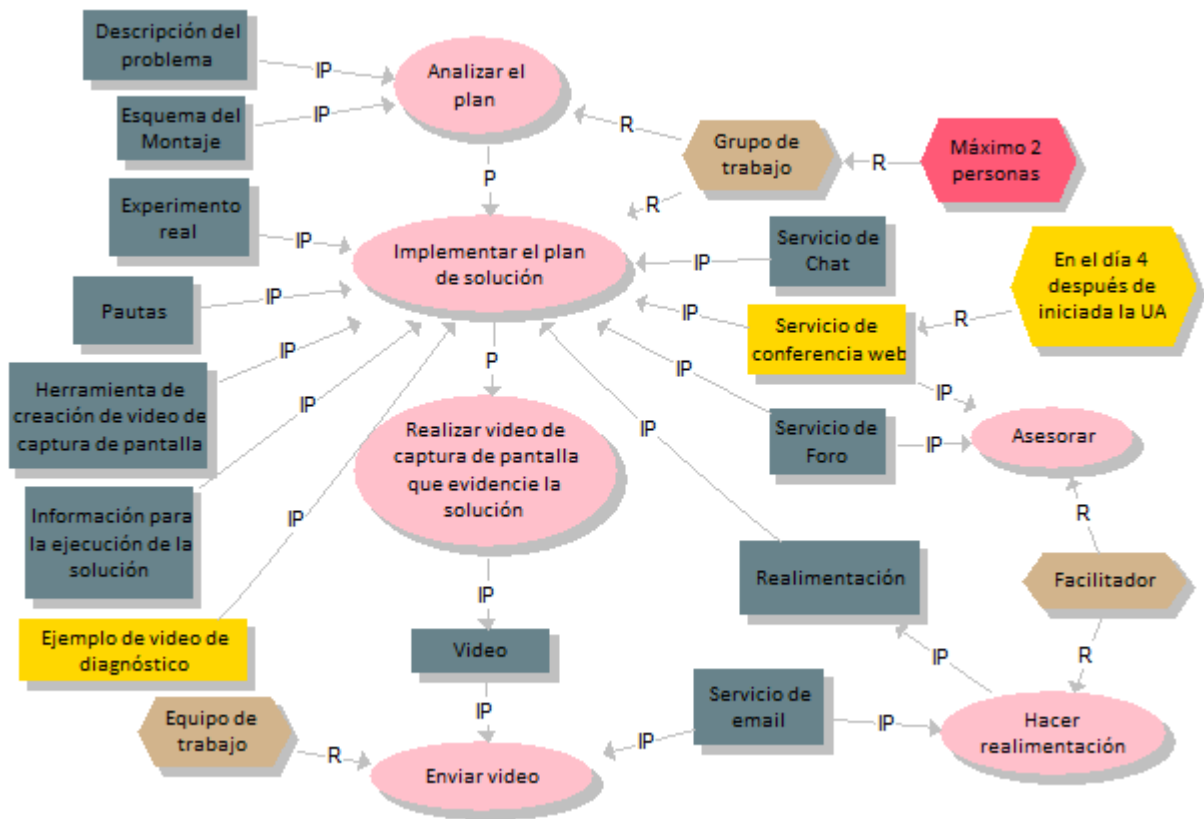 Descripción del
problema
IP
Analizar el
plan
Esquema del
Montaje
IP
R
Grupo de
trabajo
R
Máximo 2
personas
P
R
Experimento
real
IP
Implementar el plan
de solución
IP
Servicio de
Chat
En el día 4
después de
iniciada la UA
Pautas
IP
IP
Servicio de
conferencia web
R
P
IP
IP
IP
Herramienta de
creación de video de
captura de pantalla
IP
Realizar video de
captura de pantalla
que evidencie la
solución
IP
Servicio de
Foro
IP
Asesorar
Información para
la ejecución de la
solución
IP
R
Realimentación
Facilitador
IP
Ejemplo de video de
diagnóstico
Video
IP
R
Equipo de
trabajo
IP
Servicio de
email
IP
Hacer
realimentación
R
IP
Enviar video